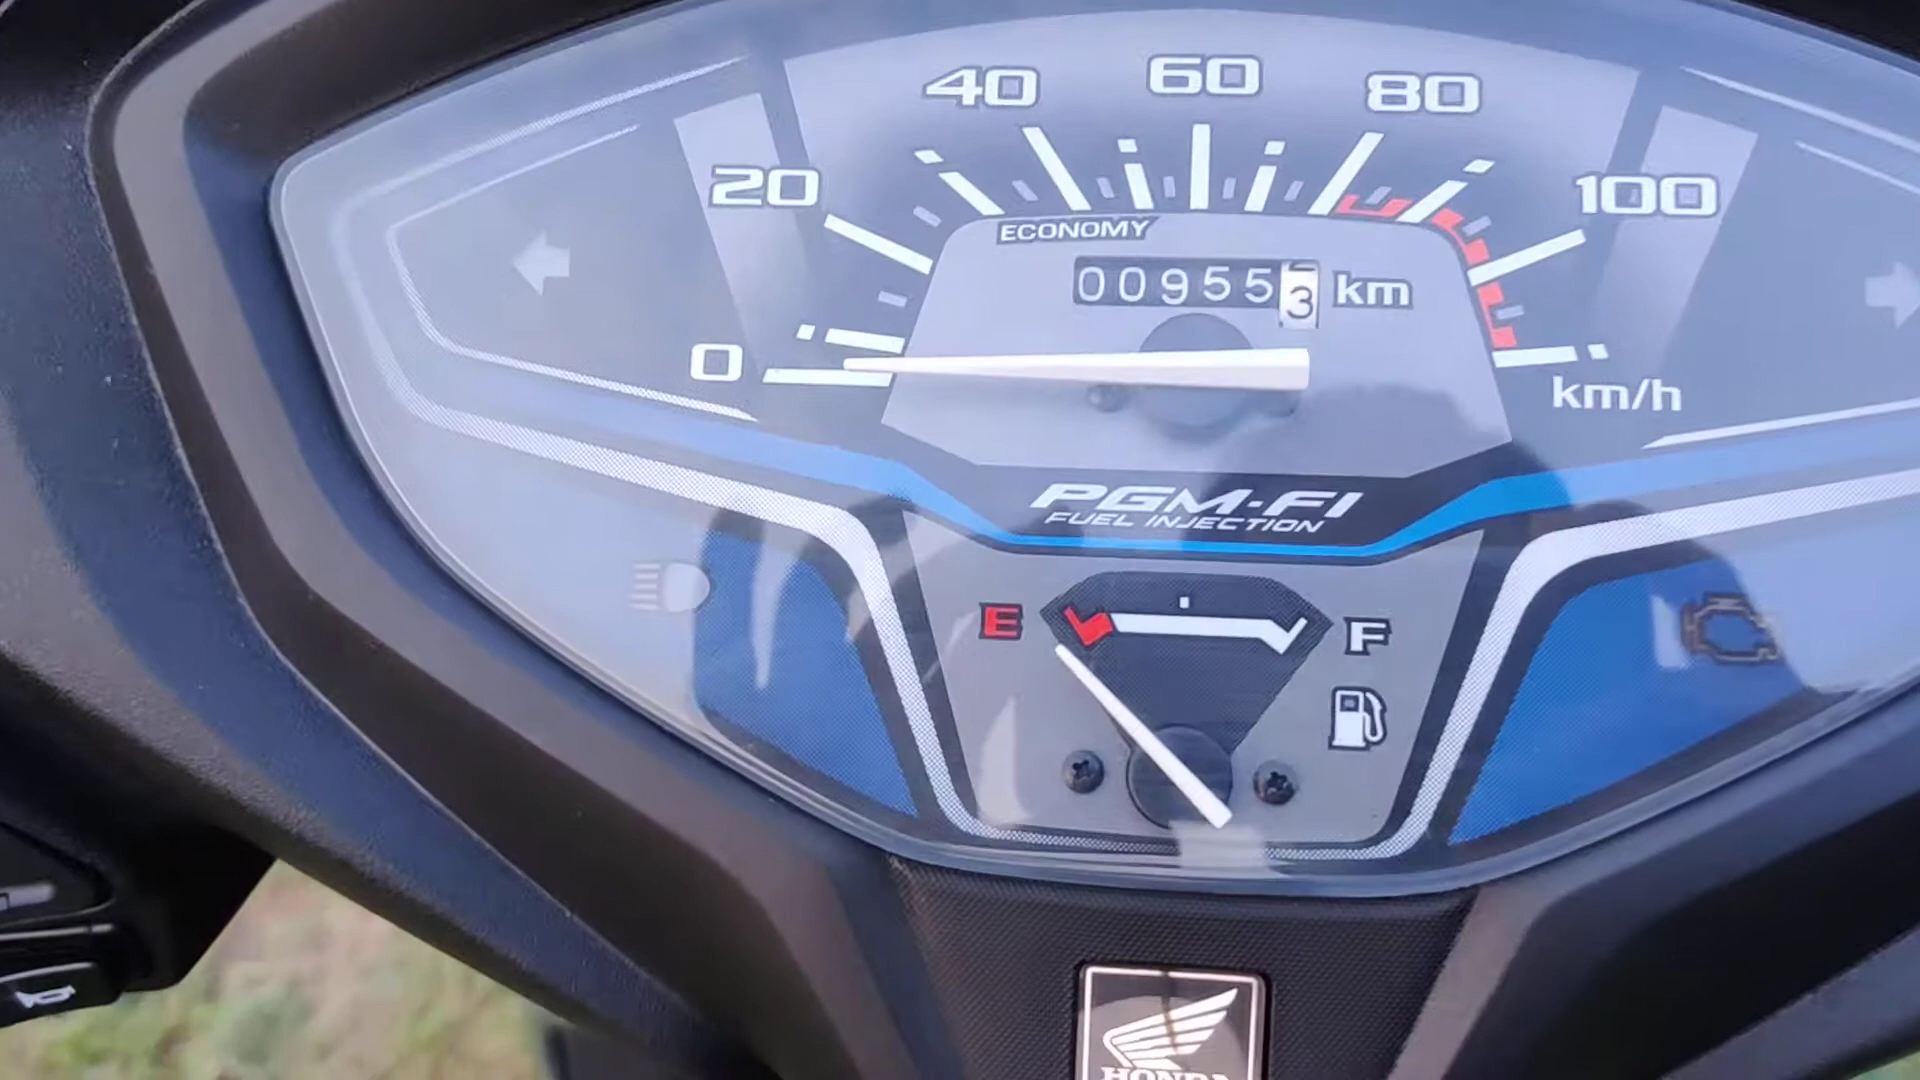 20 40 60 80 100
ECONOMY
009553 km
0
km/h
PGM-FI
FUEL INJECTION
E F
HONDA